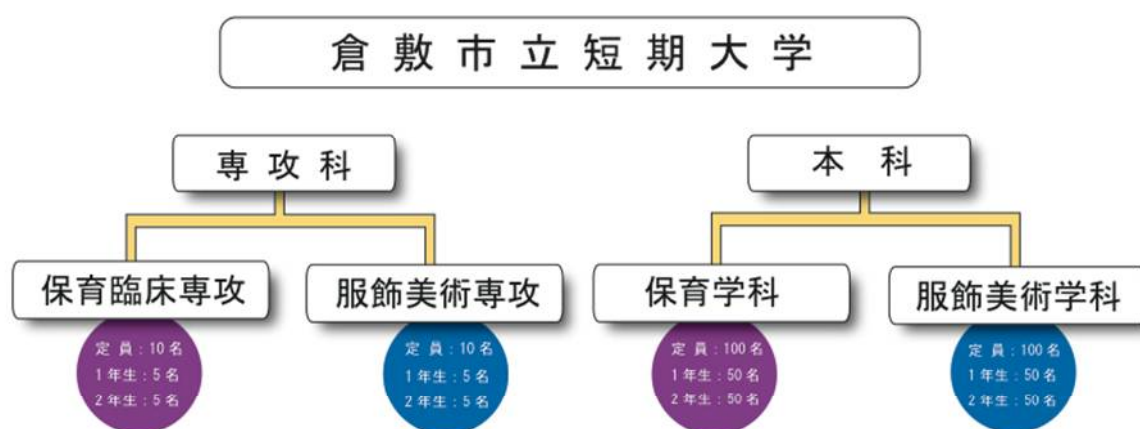 倉敷市立短期大学
専攻科
本科
保育臨床専攻
服飾美術専攻
保育学科
服飾美術学科
定員:10名
1年生:5名
2年生:5名
定員:10名
1年生:5名
2年生:5名
定員:100名
1年生:50名
2年生:50名
定員:100名
1年生:50名
2年生:50名